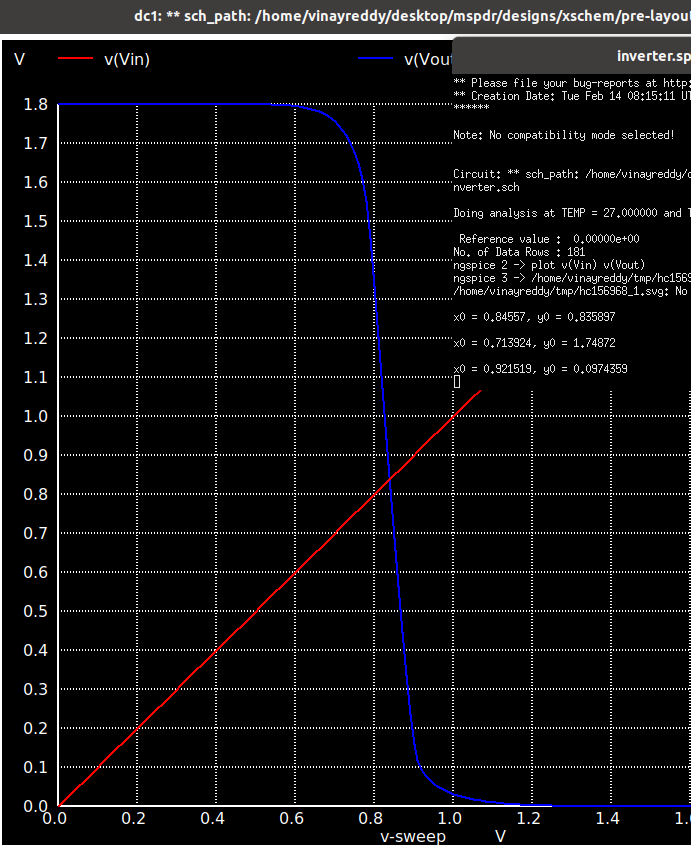 dc1: ** sch_path: /home/vinayreddy/desktop/mspdr/designs/xschem/pre-layout
V v(Vin) v(Vout
inverter.sp
** Please file your bug-reports at http:
** Creation Date: Tue Feb 14 08:15:11 UT
******
Note: No compatibility mode selected!
Circuit: ** sch_path: /home/vinayreddy/d
nverter.sch
Doing analysis at TEMP = 27.000000 and T
Reference value : 0.00000e+00
No. of Data Rows : 181
ngspice 2 -> plot v(Vin) v(Vout)
ngspice 3 -> /home/vinayreddy/tmp/hc1569
/home/vinayreddy/tmp/hc156968_1.svg: No
x0 = 0.84557, y0 = 0.835897
x0 = 0.713924, y0 = 1.74872
x0 = 0.921519, y0 = 0.0974359
1.8
1.7
1.6
1.5
1.4
1.3
1.2
1.1
1.0
0.9
0.8
0.7
0.6
0.5
0.4
0.3
0.2
0.1
0.0
0.0 0.2 0.4 0.6 0.8 1.0 1.2 1.4 1.6
v-sweep V